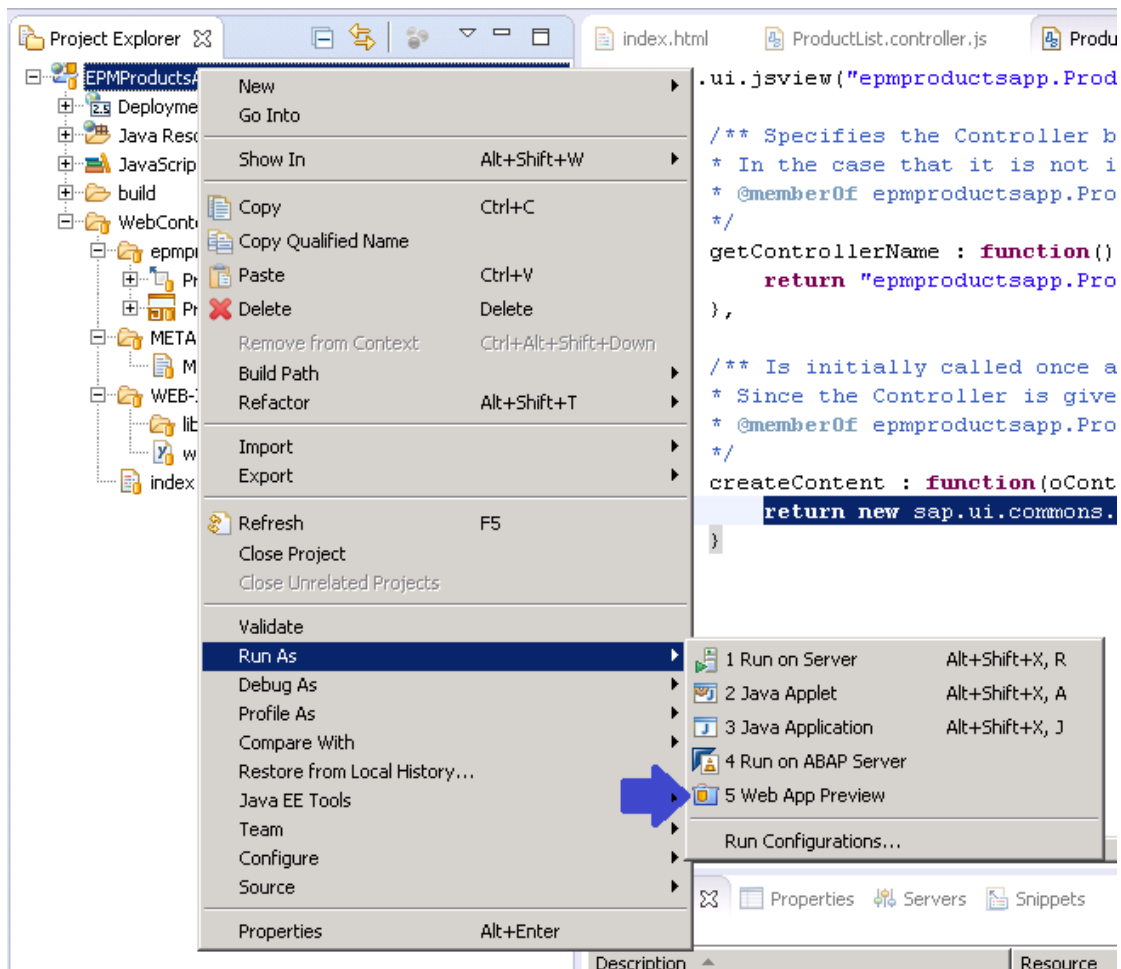 Project Explorer
index.html
ProductList.controller.js
Produ
EPMProductsA
Deployme
Java Reso
JavaScrip
build
WebConte
epmp
Pr
Pr
META
M
WEB-I
lib
w
index
New
Go Into
Show In Alt+Shift+W
Copy Ctrl+C
Copy Qualified Name
Paste Ctrl+V
Delete Delete
Remove from Context Ctrl+Alt+Shift+Down
Build Path
Refactor Alt+Shift+T
Import
Export
Refresh F5
Close Project
Close Unrelated Projects
Validate
Run As
Debug As
Profile As
Compare With
Restore from Local History...
Java EE Tools
Team
Configure
Source
Properties Alt+Enter
1 Run on Server Alt+Shift+X, R
2 Java Applet Alt+Shift+X, A
3 Java Application Alt+Shift+X, J
4 Run on ABAP Server
5 Web App Preview
Run Configurations...
.ui.jsview("epmproductsapp.Prod
/** Specifies the Controller b
* In the case that it is not i
* @memberOf epmproductsapp.Pro
*/
getControllerName : function()
return "epmproductsapp.Pro
},
/** Is initially called once a
* Since the Controller is give
* @memberOf epmproductsapp.Pro
*/
createContent : function(oCont
return new sap.ui.commons.
}
Properties
Servers
Snippets
Description
Resource